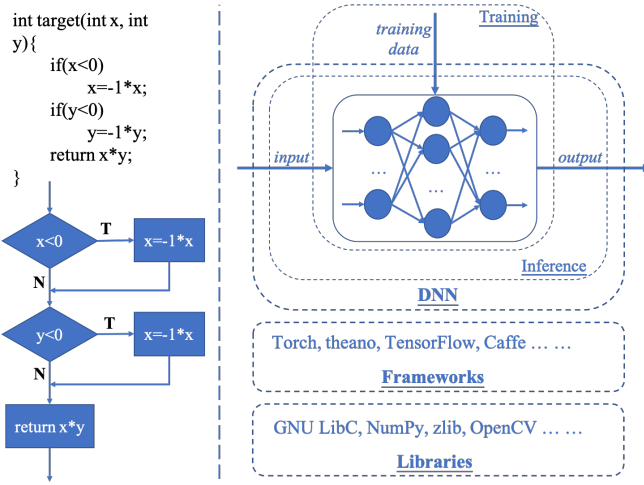 int target(int x, int
y){
if(x<0)
x=-1*x;
if(y<0)
y=-1*y;
return x*y;
}
x<0
T
x=-1*x
N
y<0
T
x=-1*x
N
return x*y
Training
training
data
input
output
...
...
...
Inference
DNN
Torch, theano, TensorFlow, Caffe ... ...
Frameworks
GNU LibC, NumPy, zlib, OpenCV ... ...
Libraries